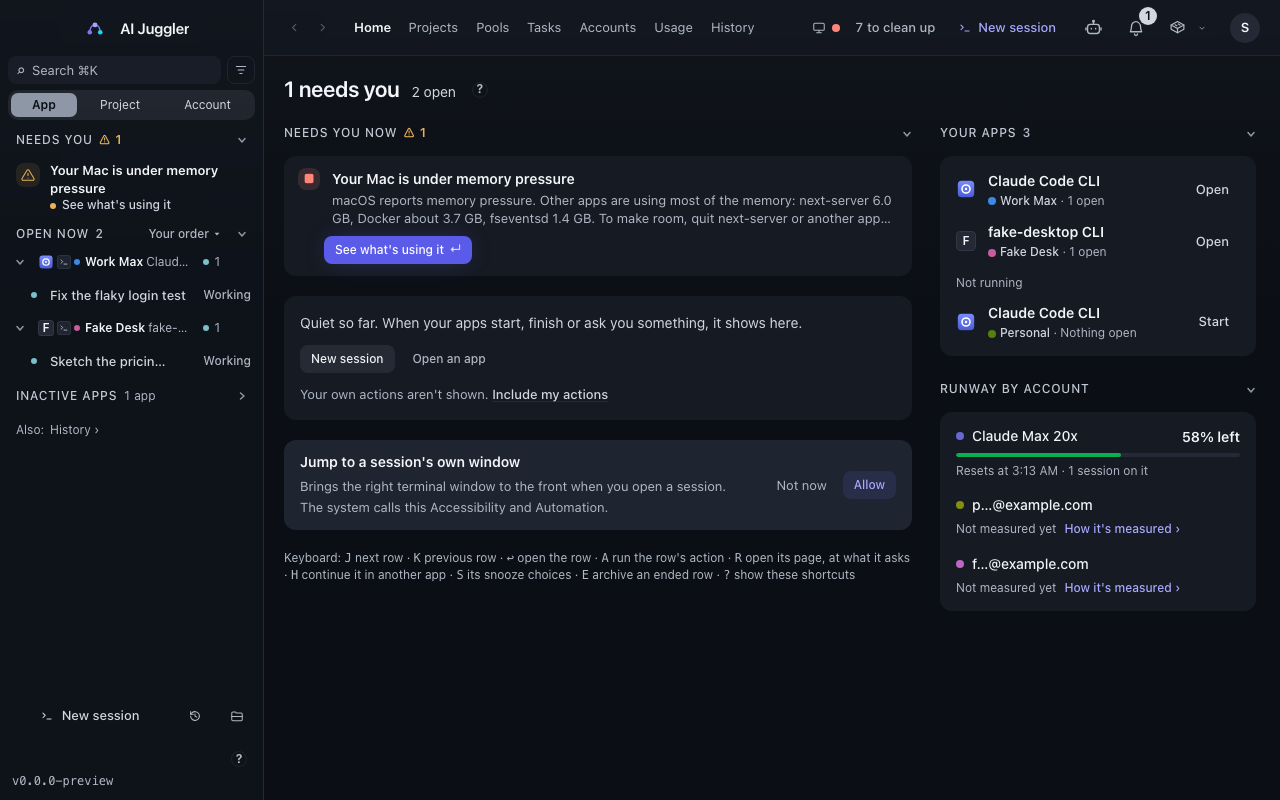 AI Juggler
Search ⌘K
App Project Account
NEEDS YOU 1
Your Mac is under memory
pressure
See what's using it
OPEN NOW 2 Your order
Work Max Claud... 1
Fix the flaky login test Working
F Fake Desk fake-... 1
Sketch the pricin... Working
INACTIVE APPS 1 app
Also: History ›
New session
?
v0.0.0-preview
Home Projects Pools Tasks Accounts Usage History
7 to clean up
New session
1
S
1 needs you 2 open ?
NEEDS YOU NOW 1
Your Mac is under memory pressure
macOS reports memory pressure. Other apps are using most of the memory: next-server 6.0
GB, Docker about 3.7 GB, fseventsd 1.4 GB. To make room, quit next-server or another app...
See what's using it ↵
Quiet so far. When your apps start, finish or ask you something, it shows here.
New session Open an app
Your own actions aren't shown. Include my actions
Jump to a session's own window
Brings the right terminal window to the front when you open a session.
The system calls this Accessibility and Automation.
Not now Allow
Keyboard: J next row · K previous row · ↩ open the row · A run the row's action · R open its page, at what it asks
· H continue it in another app · S its snooze choices · E archive an ended row · ? show these shortcuts
YOUR APPS 3
Claude Code CLI
Work Max · 1 open
Open
F fake-desktop CLI
Fake Desk · 1 open
Open
Not running
Claude Code CLI
Personal · Nothing open
Start
RUNWAY BY ACCOUNT
Claude Max 20x 58% left
Resets at 3:13 AM · 1 session on it
p...@example.com
Not measured yet How it's measured ›
f...@example.com
Not measured yet How it's measured ›